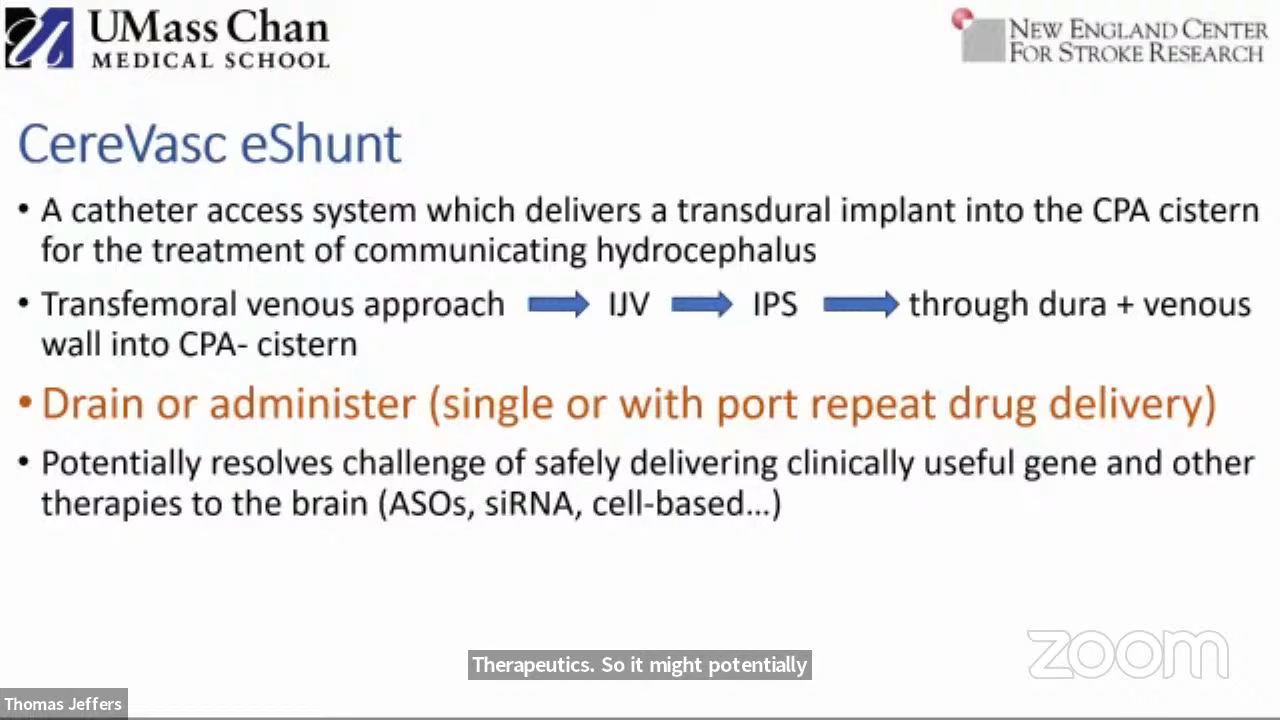 UMass Chan
MEDICAL SCHOOL
NEW ENGLAND CENTER
FOR STROKE RESEARCH
CereVasc eShunt
• A catheter access system which delivers a transdural implant into the CPA cistern
for the treatment of communicating hydrocephalus
• Transfemoral venous approach IJV IPS through dura + venous
wall into CPA- cistern
• Drain or administer (single or with port repeat drug delivery)
• Potentially resolves challenge of safely delivering clinically useful gene and other
therapies to the brain (ASOs, siRNA, cell-based…)
zoom
Therapeutics. So it might potentially
Thomas Jeffers